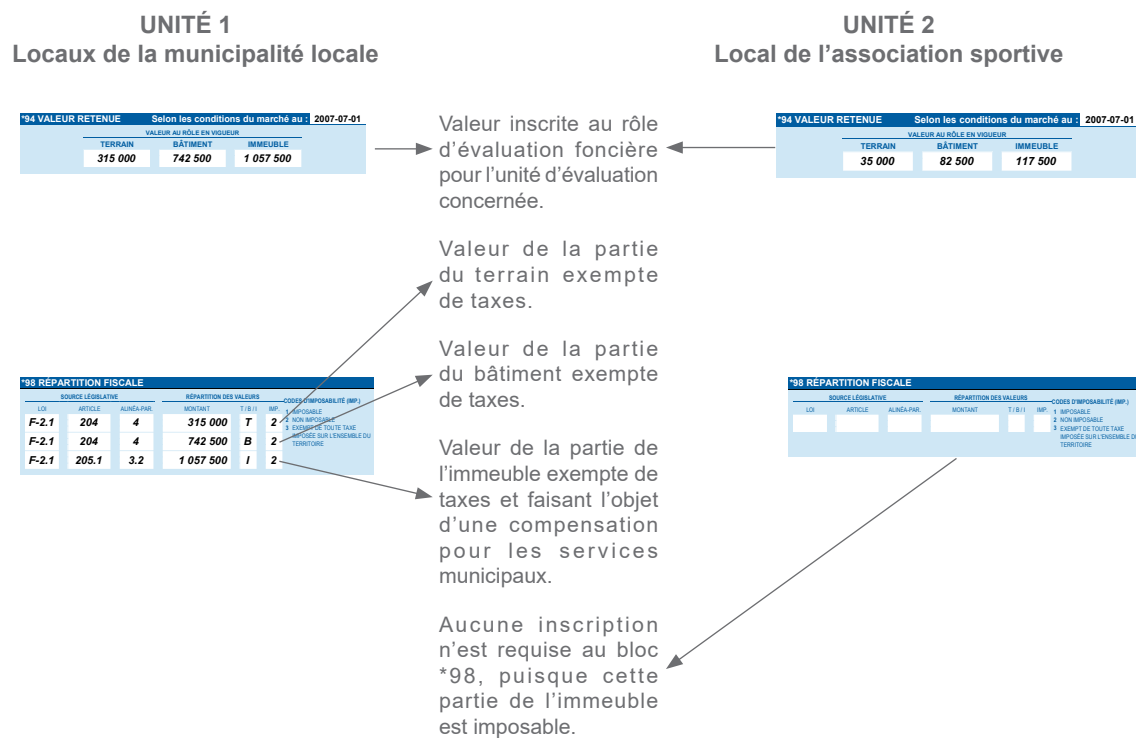 UNITÉ 1
Locaux de la municipalité locale
UNITÉ 2
Local de l'association sportive
*94 VALEUR RETENUE Selon les conditions du marché au : 2007-07-01
VALEUR AU RÔLE EN VIGUEUR
TERRAIN BÂTIMENT IMMEUBLE
315 000 742 500 1 057 500
Valeur inscrite au rôle
d'évaluation foncière
pour l'unité d'évaluation
concernée.
*94 VALEUR RETENUE Selon les conditions du marché au : 2007-07-01
VALEUR AU RÔLE EN VIGUEUR
TERRAIN BÂTIMENT IMMEUBLE
35 000 82 500 117 500
Valeur de la partie
du terrain exempte
de taxes.
Valeur de la partie
du bâtiment exempte
de taxes.
*98 RÉPARTITION FISCALE
SOURCE LÉGISLATIVE RÉPARTITION DES VALEURS CODES D'IMPOSABILITÉ (IMP.)
LOI ARTICLE ALINÉA-PAR. MONTANT T / B / I IMP.
1 IMPOSABLE
2 NON IMPOSABLE
3 EXEMPT DE TOUTE TAXE
IMPOSÉE SUR L'ENSEMBLE DU
TERRITOIRE
F-2.1 204 4 315 000 T 2
F-2.1 204 4 742 500 B 2
F-2.1 205.1 3.2 1 057 500 I 2
Valeur de la partie de
l'immeuble exempte de
taxes et faisant l'objet
d'une compensation
pour les services
municipaux.
*98 RÉPARTITION FISCALE
SOURCE LÉGISLATIVE RÉPARTITION DES VALEURS CODES D'IMPOSABILITÉ (IMP.)
LOI ARTICLE ALINÉA-PAR. MONTANT T / B / I IMP.
1 IMPOSABLE
2 NON IMPOSABLE
3 EXEMPT DE TOUTE TAXE
IMPOSÉE SUR L'ENSEMBLE DU
TERRITOIRE
Aucune inscription
n'est requise au bloc
*98, puisque cette
partie de l'immeuble
est imposable.